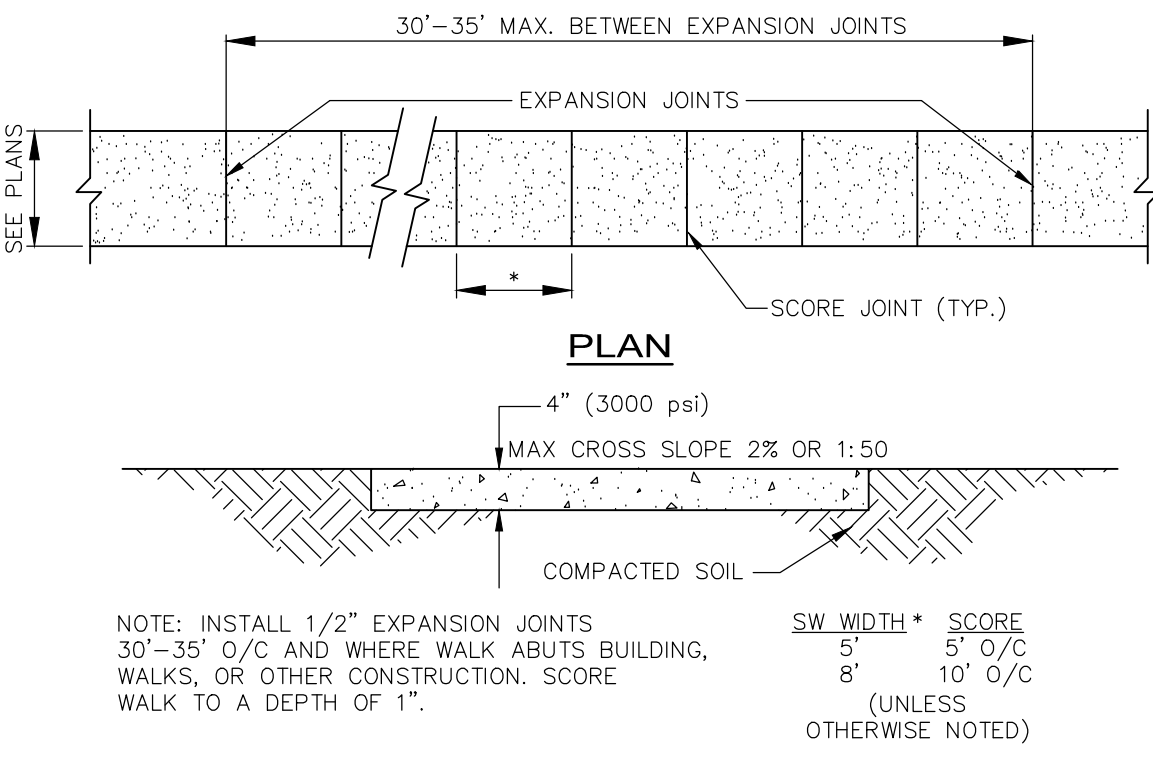 30'-35' MAX. BETWEEN EXPANSION JOINTS
EXPANSION JOINTS
SEE PLANS
*
SCORE JOINT (TYP.)
PLAN
4" (3000 psi)
MAX CROSS SLOPE 2% OR 1:50
COMPACTED SOIL
NOTE: INSTALL 1/2" EXPANSION JOINTS
30'-35' O/C AND WHERE WALK ABUTS BUILDING,
WALKS, OR OTHER CONSTRUCTION. SCORE
WALK TO A DEPTH OF 1".
SW WIDTH * SCORE
5' 5' O/C
8' 10' O/C
(UNLESS
OTHERWISE NOTED)